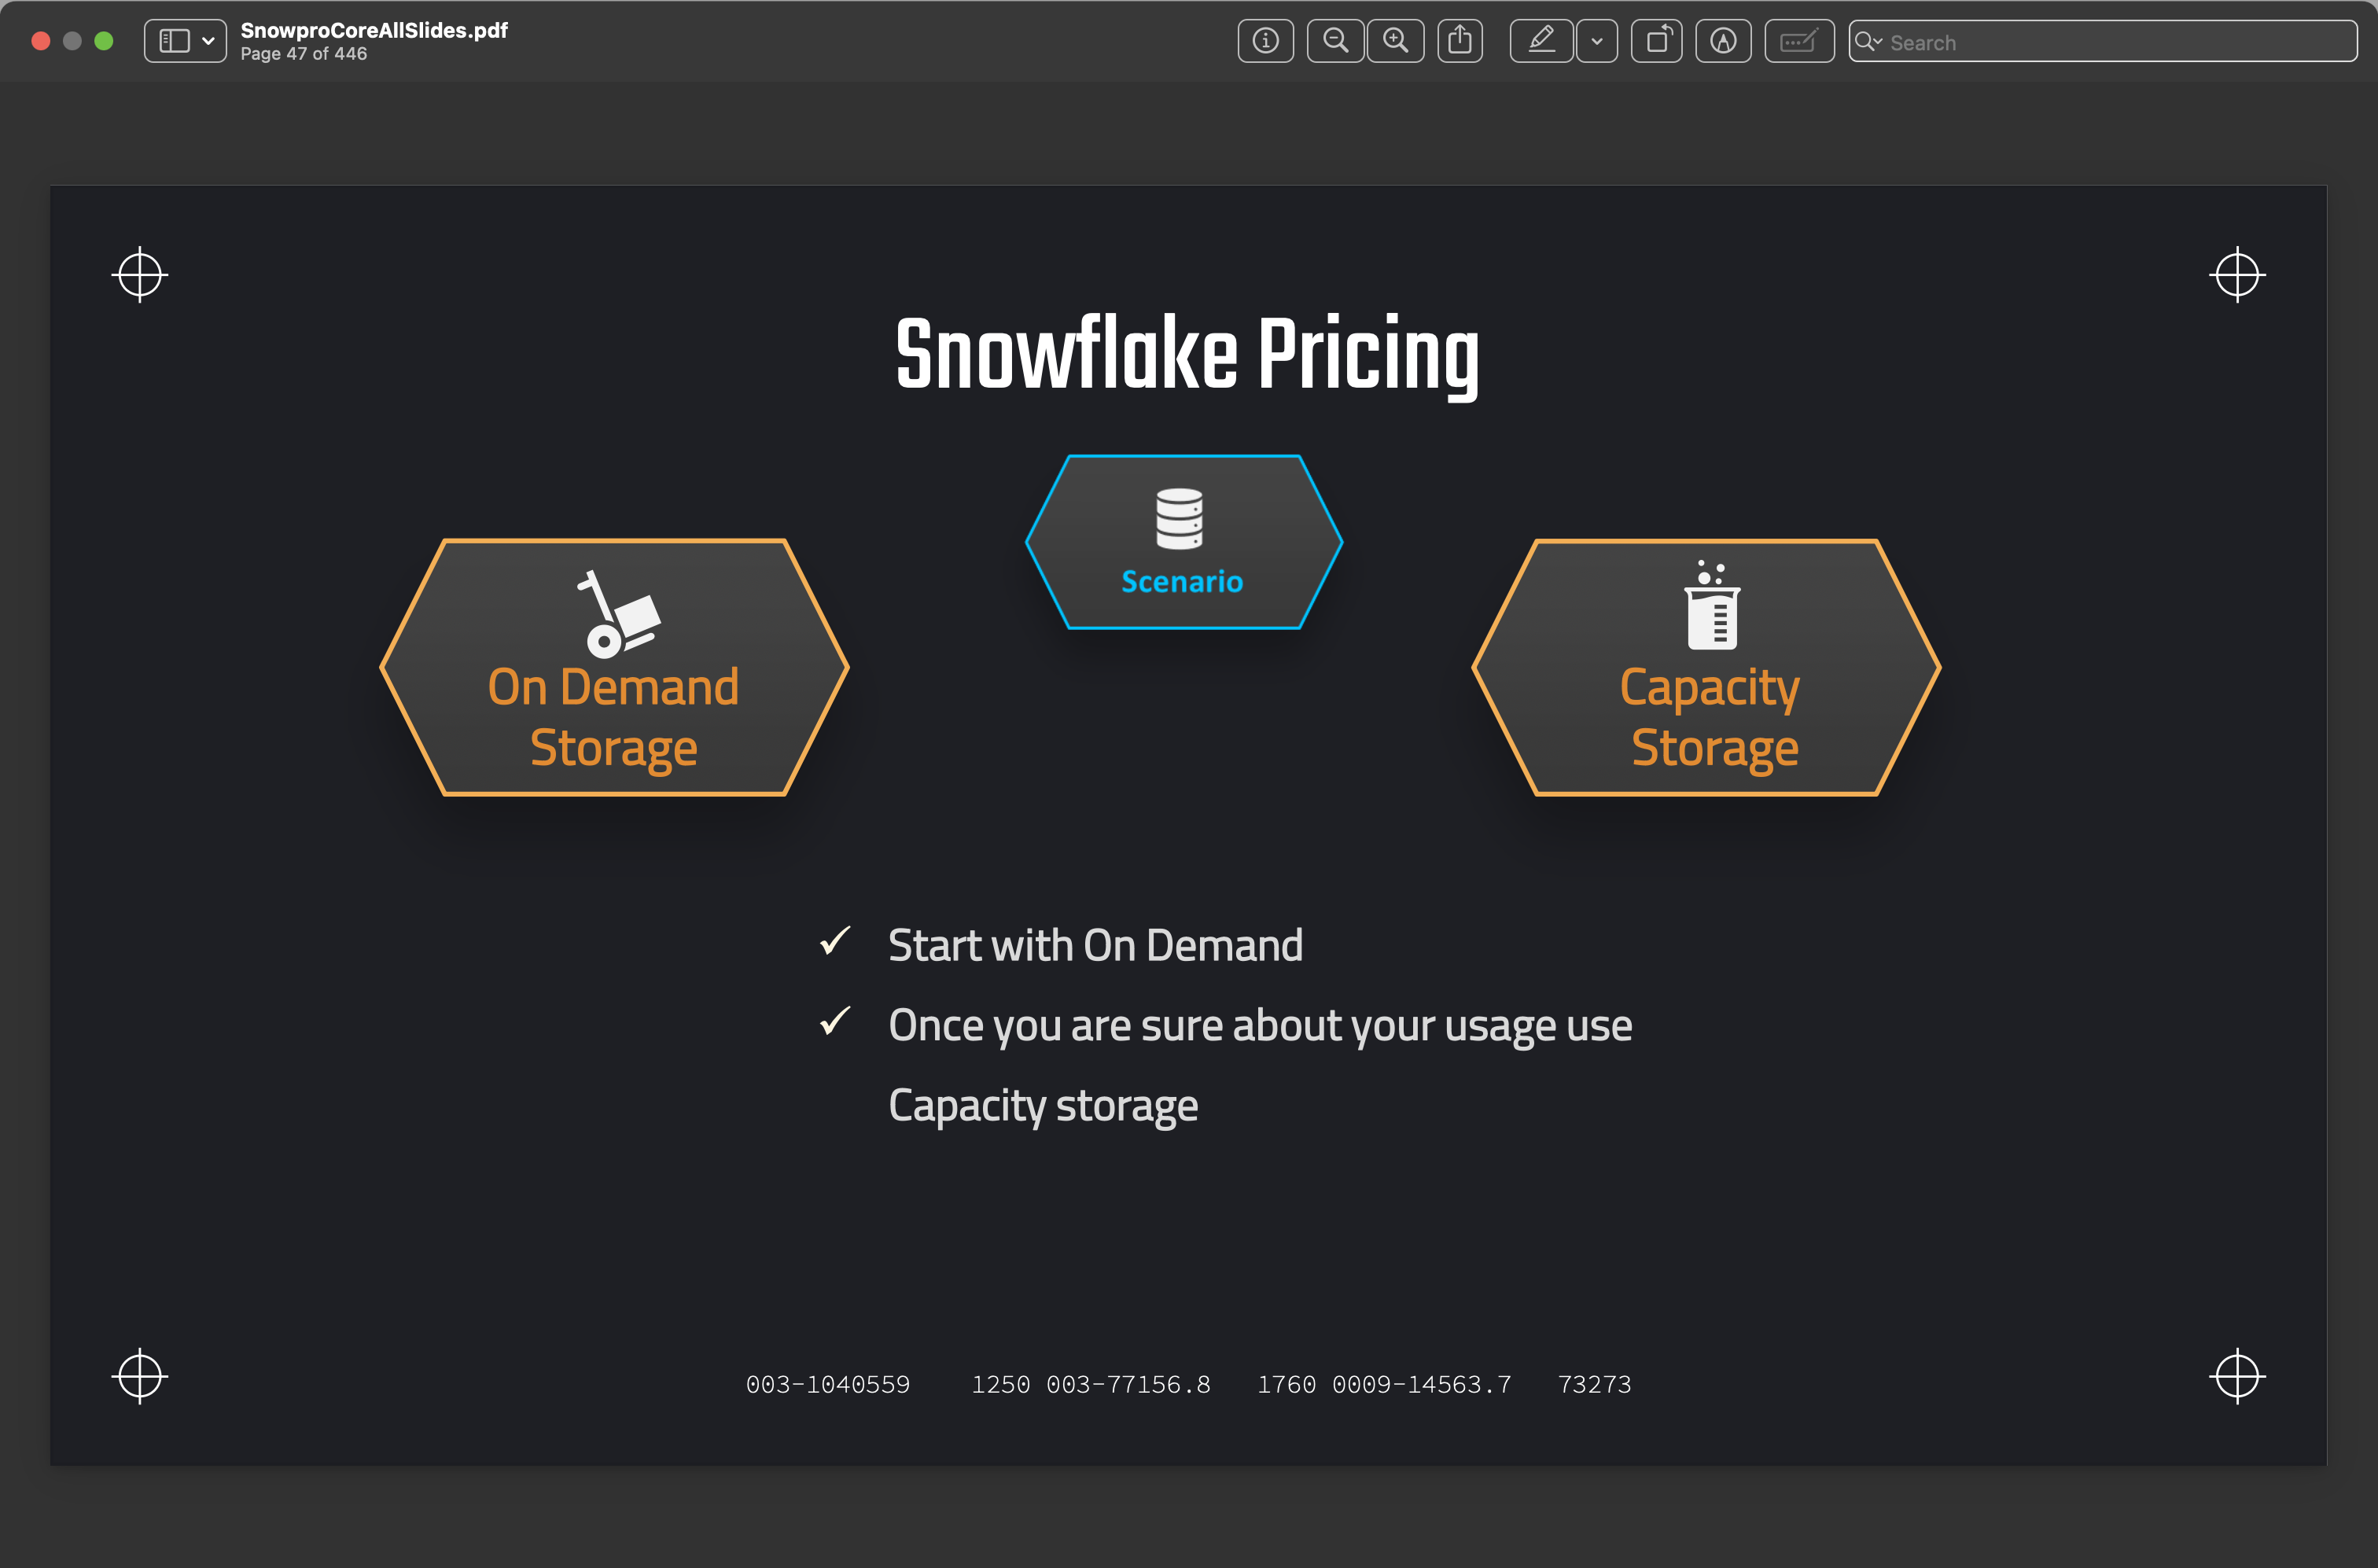 SnowproCoreAllSlides.pdf
Page 47 of 446
Search
Snowflake Pricing
Scenario
On Demand
Storage
Capacity
Storage
✓ Start with On Demand
✓ Once you are sure about your usage use
Capacity storage
003-1040559 1250 003-77156.8 1760 0009-14563.7 73273